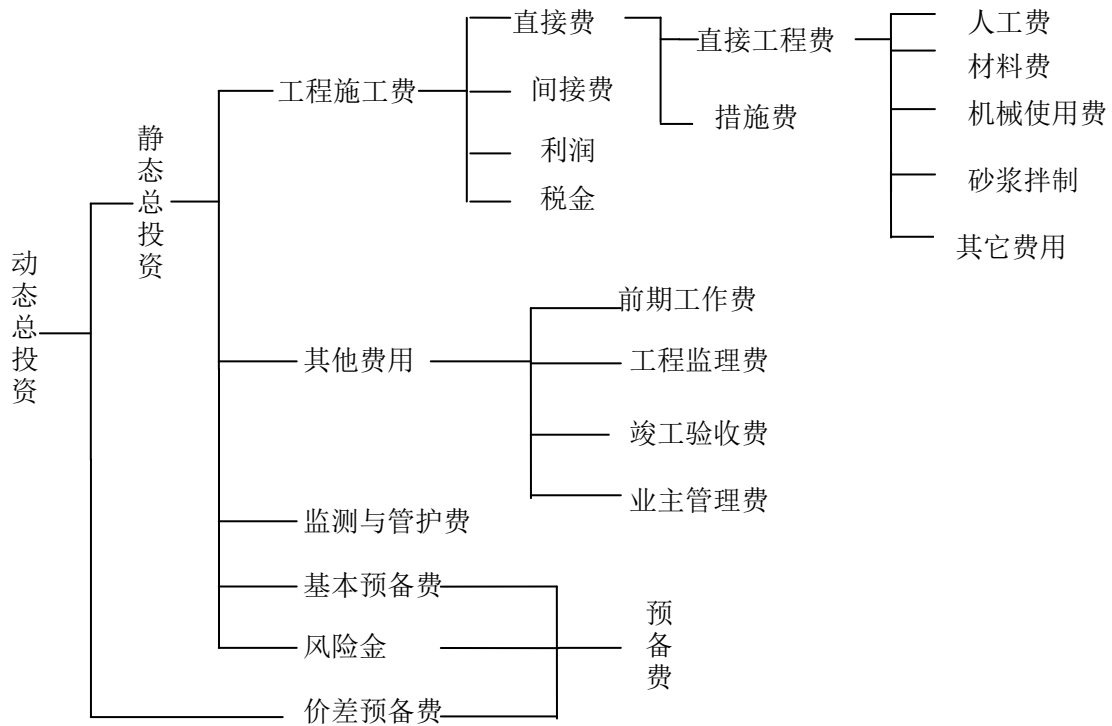 动态总投资
静态总投资
工程施工费
直接费
直接工程费
人工费
材料费
机械使用费
砂浆拌制
其它费用
措施费
间接费
利润
税金
其他费用
前期工作费
工程监理费
竣工验收费
业主管理费
监测与管护费
基本预备费
风险金
价差预备费
预备费